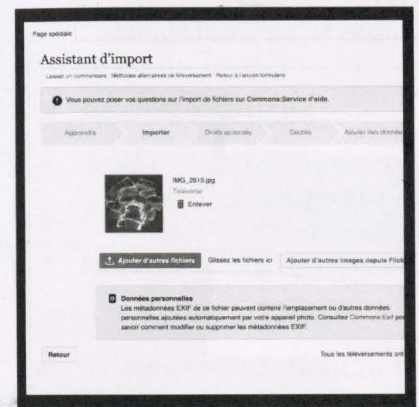 Page spéciale
Assistant d'import
Laisser un commentaire · Méthodes alternatives de téléversement · Retour à l'ancien formulaire
Vous pouvez poser vos questions sur l'import de fichiers sur Commons:Service d'aide.
Apprendre Importer Droits accordés Décrire Ajouter des données
IMG_2615.jpg
Téléversé
Enlever
Ajouter d'autres fichiers Glissez les fichiers ici Ajouter d'autres images depuis Flick
Données personnelles
Les métadonnées EXIF de ce fichier peuvent contenir l'emplacement ou d'autres données
personnelles ajoutées automatiquement par votre appareil photo. Consultez Commons:Exif pou
savoir comment modifier ou supprimer les métadonnées EXIF.
Retour Tous les téléversements ont